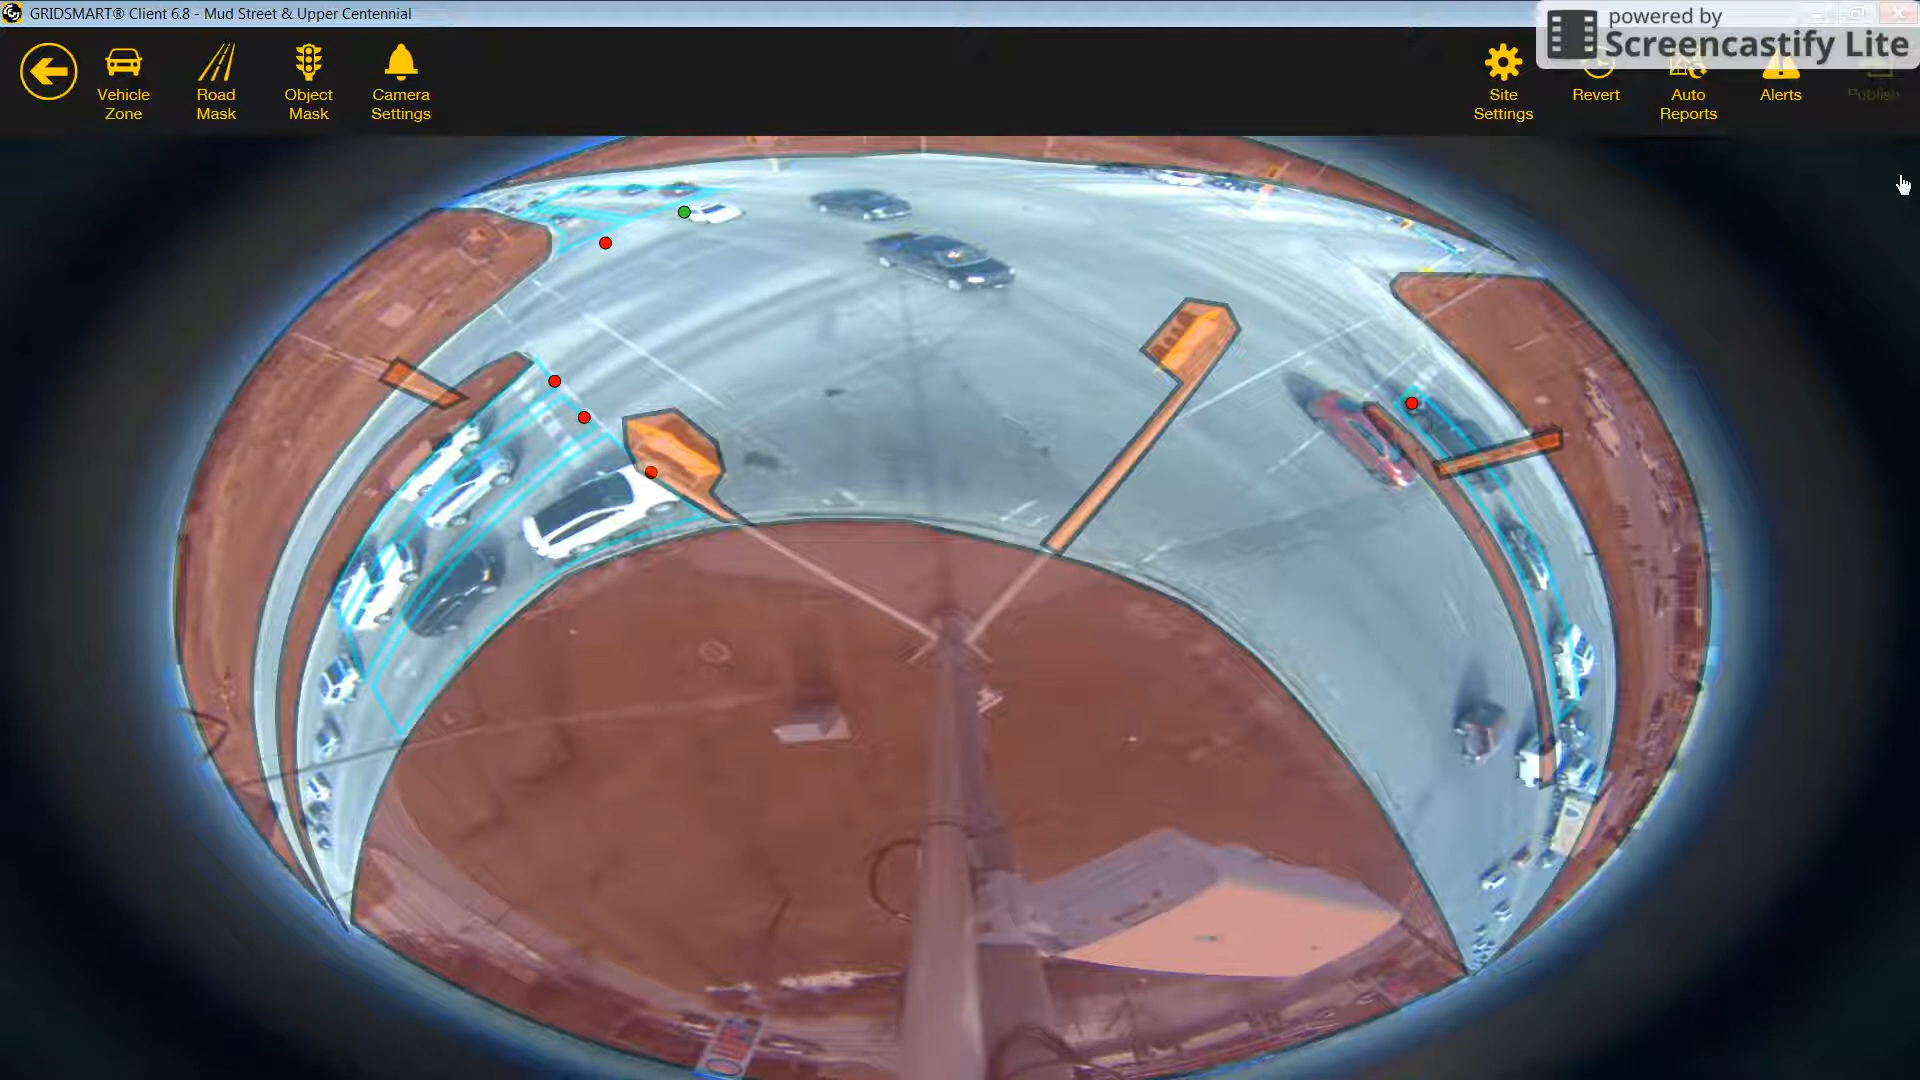 GRIDSMART® Client 6.8 - Mud Street & Upper Centennial
powered by
Screencastify Lite
Vehicle
Zone
Road
Mask
Object
Mask
Camera
Settings
Site
Settings
Revert
Auto
Reports
Alerts
Publish